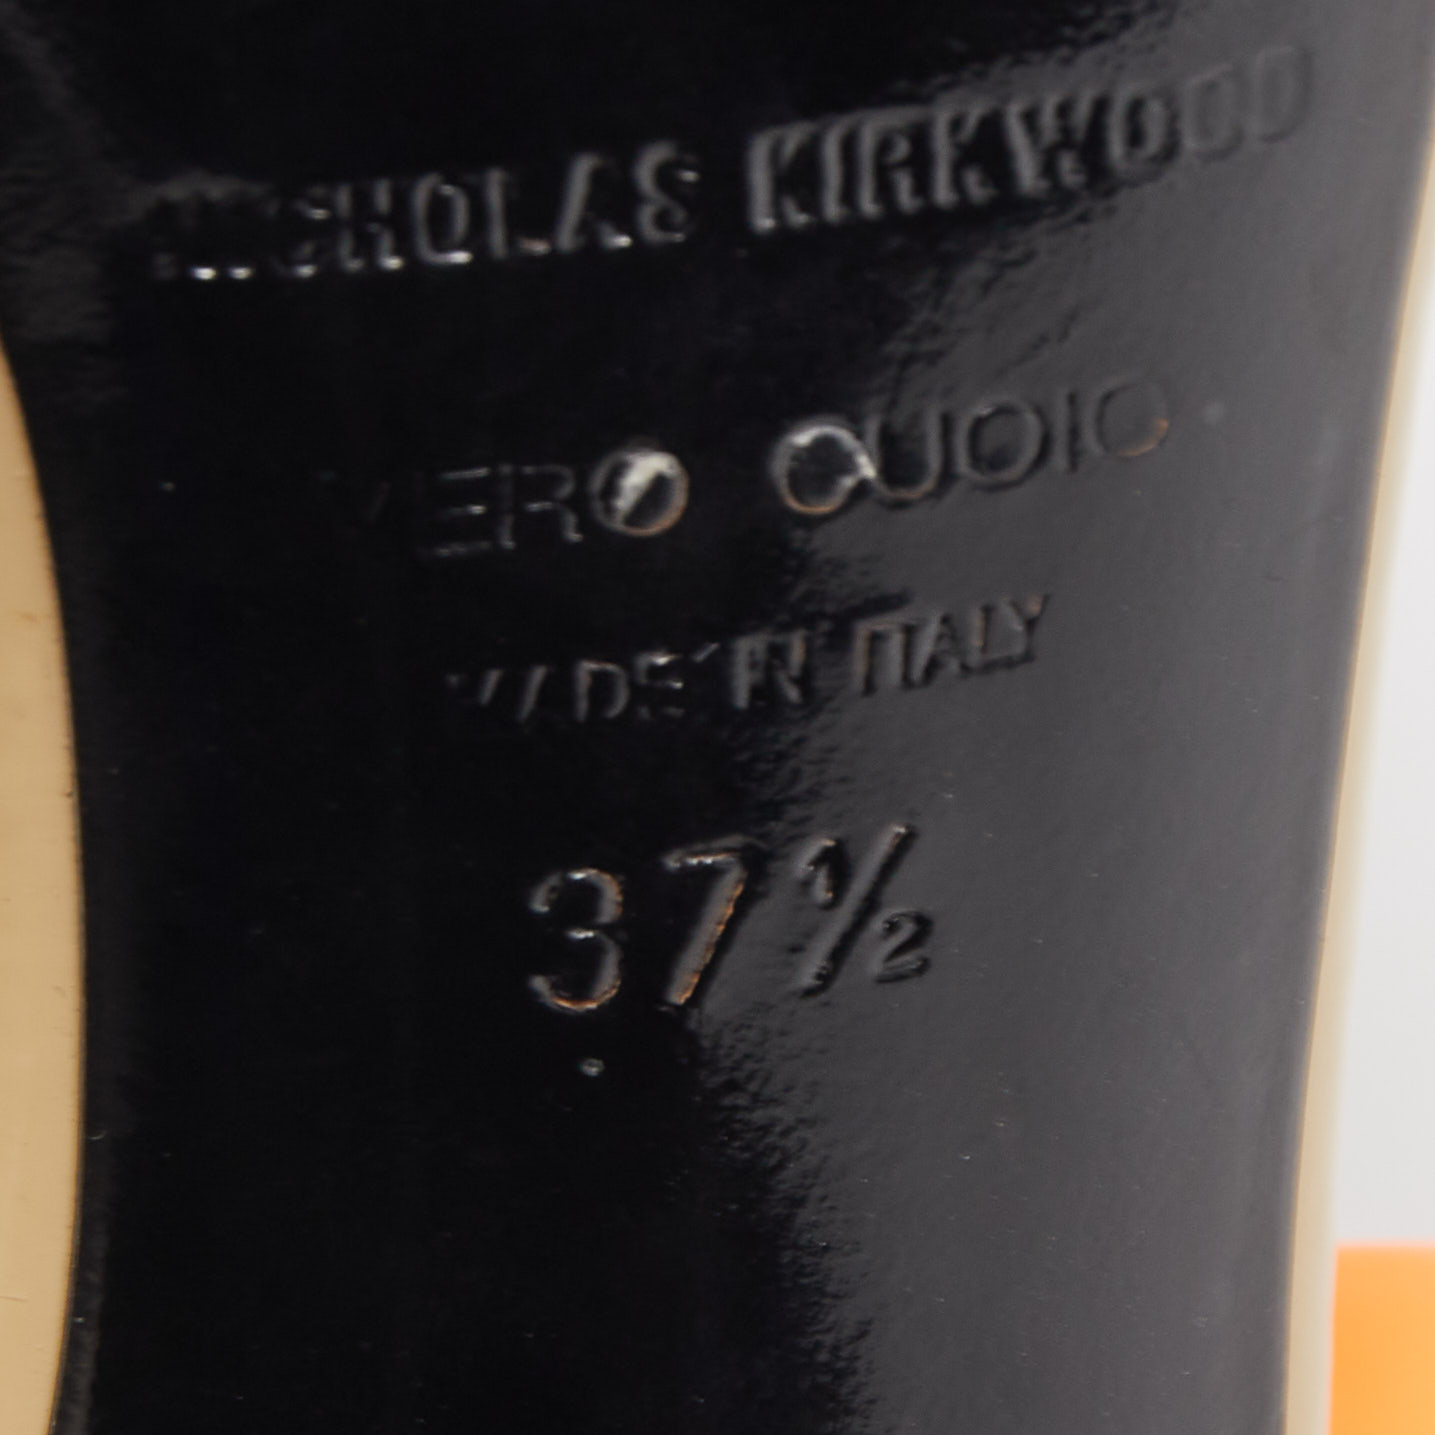 NICHOLAS KIRKWOOD
VERO CUOIO
MADE IN ITALY
37½